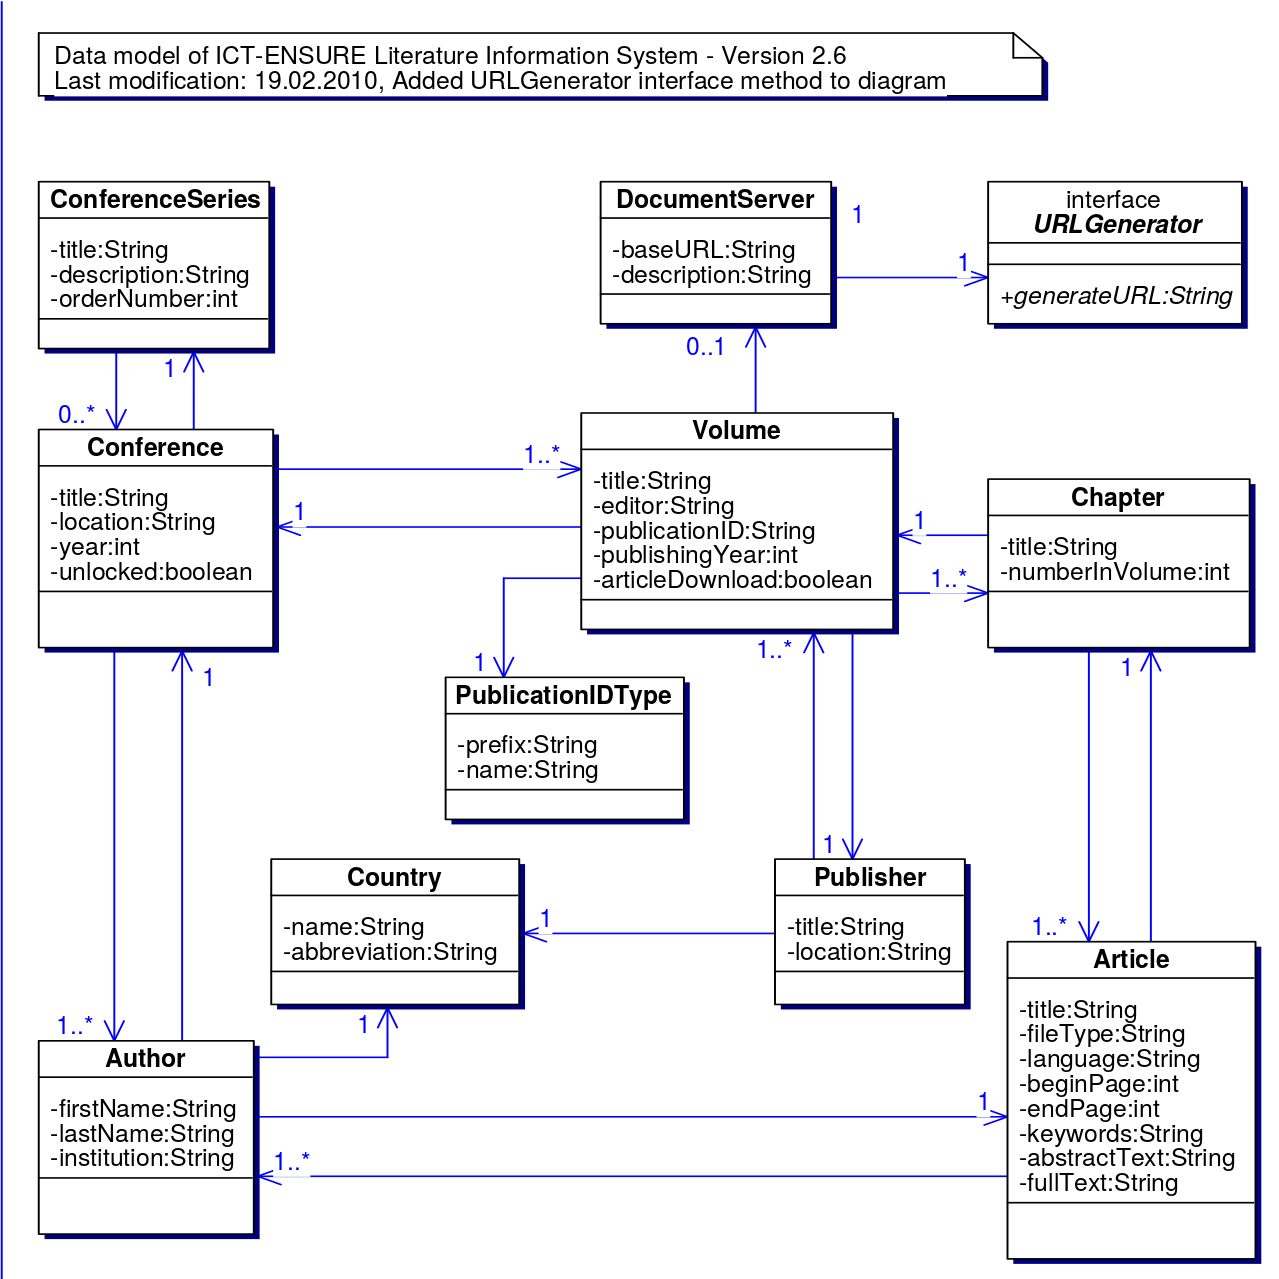 Data model of ICT-ENSURE Literature Information System - Version 2.6
Last modification: 19.02.2010, Added URLGenerator interface method to diagram
ConferenceSeries
-title:String
-description:String
-orderNumber:int
DocumentServer
-baseURL:String
-description:String
1
1
interface
URLGenerator
+generateURL:String
0..*
1
0..1
Conference
-title:String
-location:String
-year:int
-unlocked:boolean
1..*
1
Volume
-title:String
-editor:String
-publicationID:String
-publishingYear:int
-articleDownload:boolean
1
1..*
Chapter
-title:String
-numberInVolume:int
1
1
1..*
1
PublicationIDType
-prefix:String
-name:String
1
Country
-name:String
-abbreviation:String
1
Publisher
-title:String
-location:String
1..*
Article
-title:String
-fileType:String
-language:String
-beginPage:int
-endPage:int
-keywords:String
-abstractText:String
-fullText:String
1..*
1
Author
-firstName:String
-lastName:String
-institution:String
1
1..*